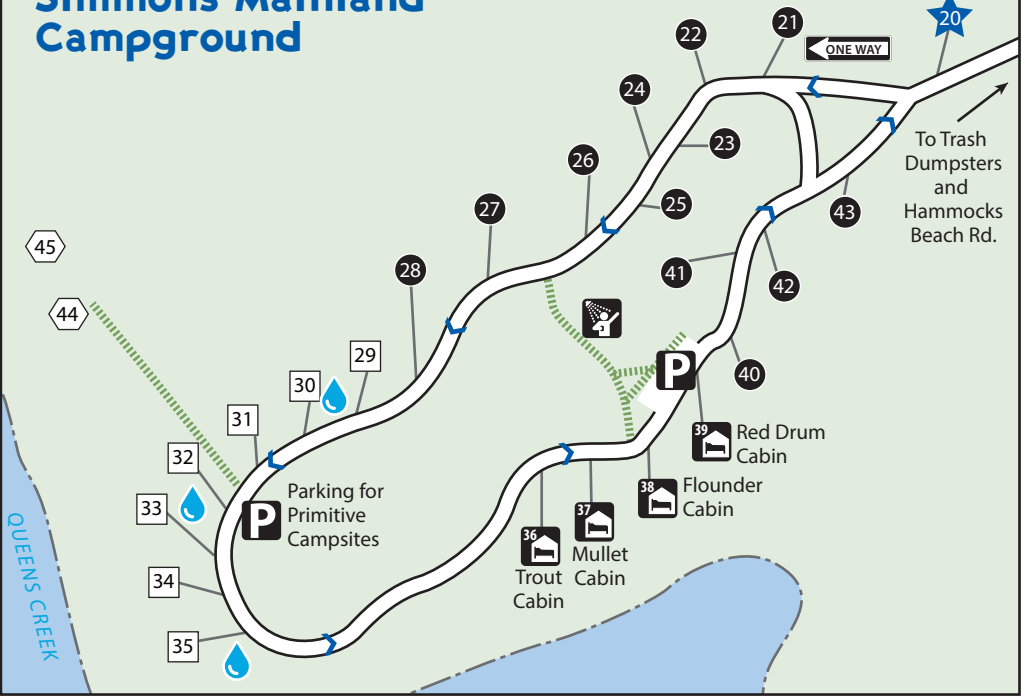 Simmons Mainland
Campground
20
21
22
ONE WAY
24
23
26
25
27
28
To Trash
Dumpsters
and
Hammocks
Beach Rd.
43
41
42
45
44
29
30
31
P
40
39
Red Drum
Cabin
38
Flounder
Cabin
32
33
P
Parking for
Primitive
Campsites
37
Mullet
Cabin
36
Trout
Cabin
34
35
QUEENS CREEK